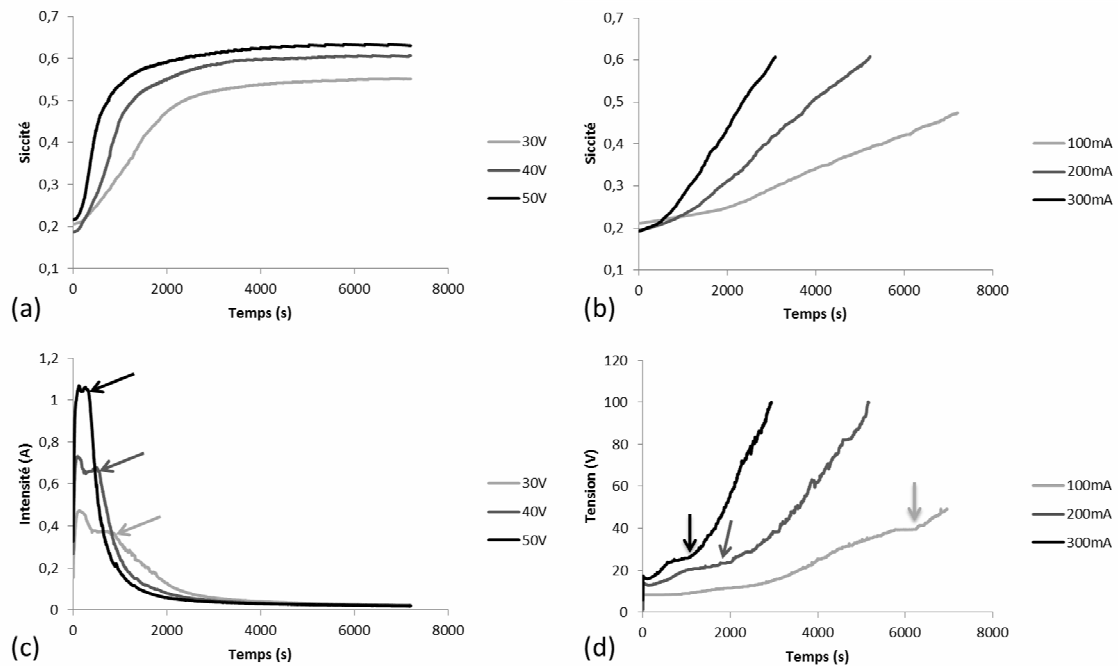 0,7
0,6
0,5
0,4
0,3
0,2
0,1
Siccité
0 2000 4000 6000 8000
Temps (s)
30V
40V
50V
(a)
0,7
0,6
0,5
0,4
0,3
0,2
0,1
Siccité
0 2000 4000 6000 8000
Temps (s)
100mA
200mA
300mA
(b)
1,2
1
0,8
0,6
0,4
0,2
0
Intensité (A)
0 2000 4000 6000 8000
Temps (s)
30V
40V
50V
(c)
120
100
80
60
40
20
0
Tension (V)
0 2000 4000 6000 8000
Temps (s)
100mA
200mA
300mA
(d)